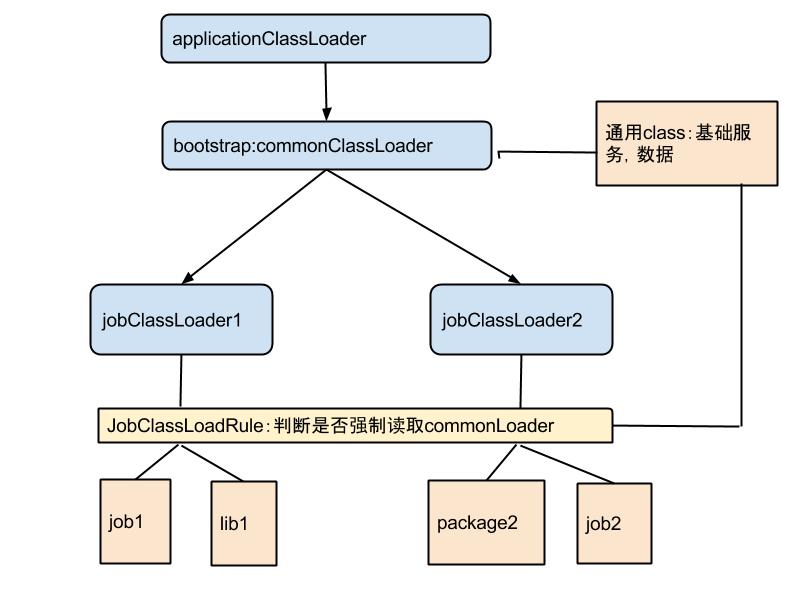 applicationClassLoader
bootstrap:commonClassLoader
通用class：基础服
务，数据
jobClassLoader1
jobClassLoader2
JobClassLoadRule：判断是否强制读取commonLoader
job1
lib1
package2
job2